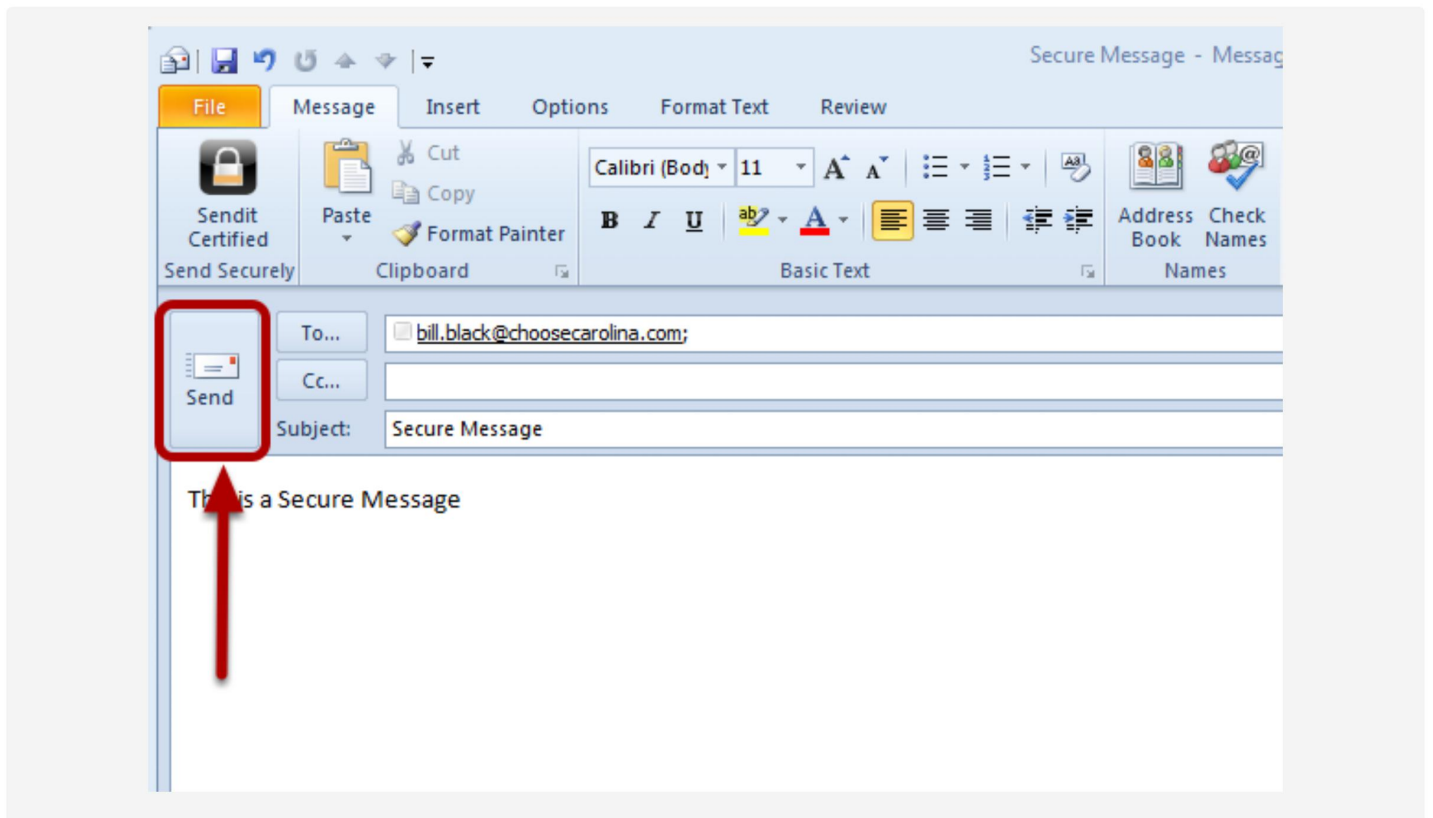 Secure Message - Messag
File Message Insert Options Format Text Review
Sendit Certified
Send Securely
Paste
Cut
Copy
Format Painter
Clipboard
Calibri (Body 11
B I U
Basic Text
Address Book
Check Names
Names
Send
To... bill.black@choosecarolina.com;
Cc...
Subject: Secure Message
is a Secure Message